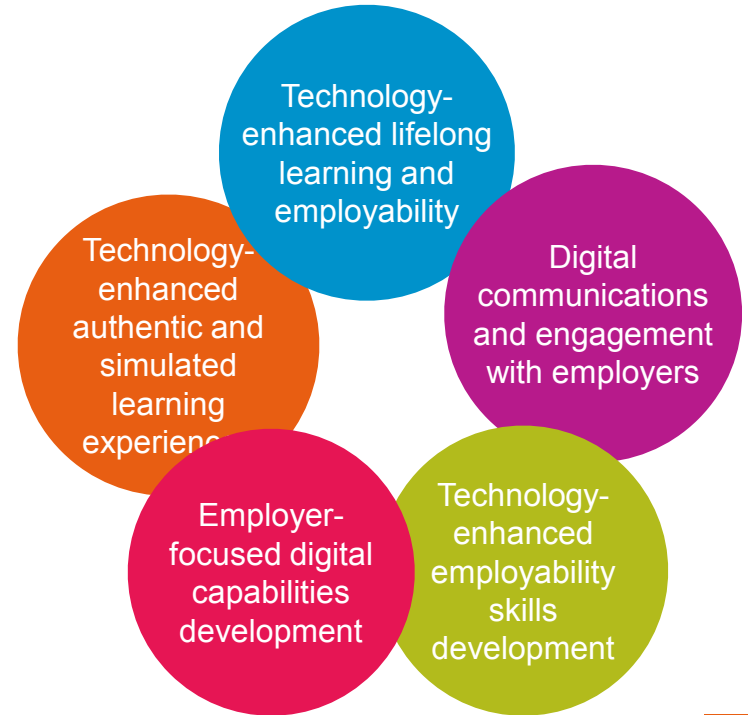 Technology-
enhanced lifelong
learning and
employability
Digital
communications
and engagement
with employers
Technology-
enhanced
employability
skills
development
Employer-
focused digital
capabilities
development
Technology-
enhanced
authentic and
simulated
learning
experien